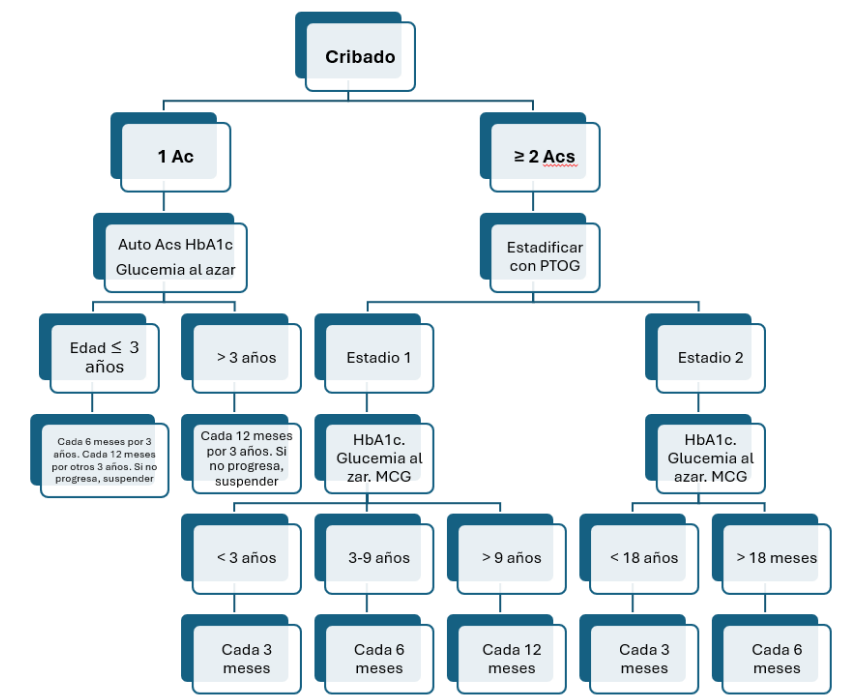 Cribado
1 Ac
≥ 2 Acs
Auto Acs HbA1c
Glucemia al azar
Estadificar
con PTOG
Edad ≤ 3
años
> 3 años
Estadio 1
Estadio 2
Cada 6 meses por 3
años. Cada 12 meses
por otros 3 años. Si no
progresa, suspender
Cada 12 meses
por 3 años. Si
no progresa,
suspender
HbA1c.
Glucemia al
zar. MCG
HbA1c.
Glucemia al
azar. MCG
< 3 años
3-9 años
> 9 años
< 18 años
> 18 meses
Cada 3
meses
Cada 6
meses
Cada 12
meses
Cada 3
meses
Cada 6
meses